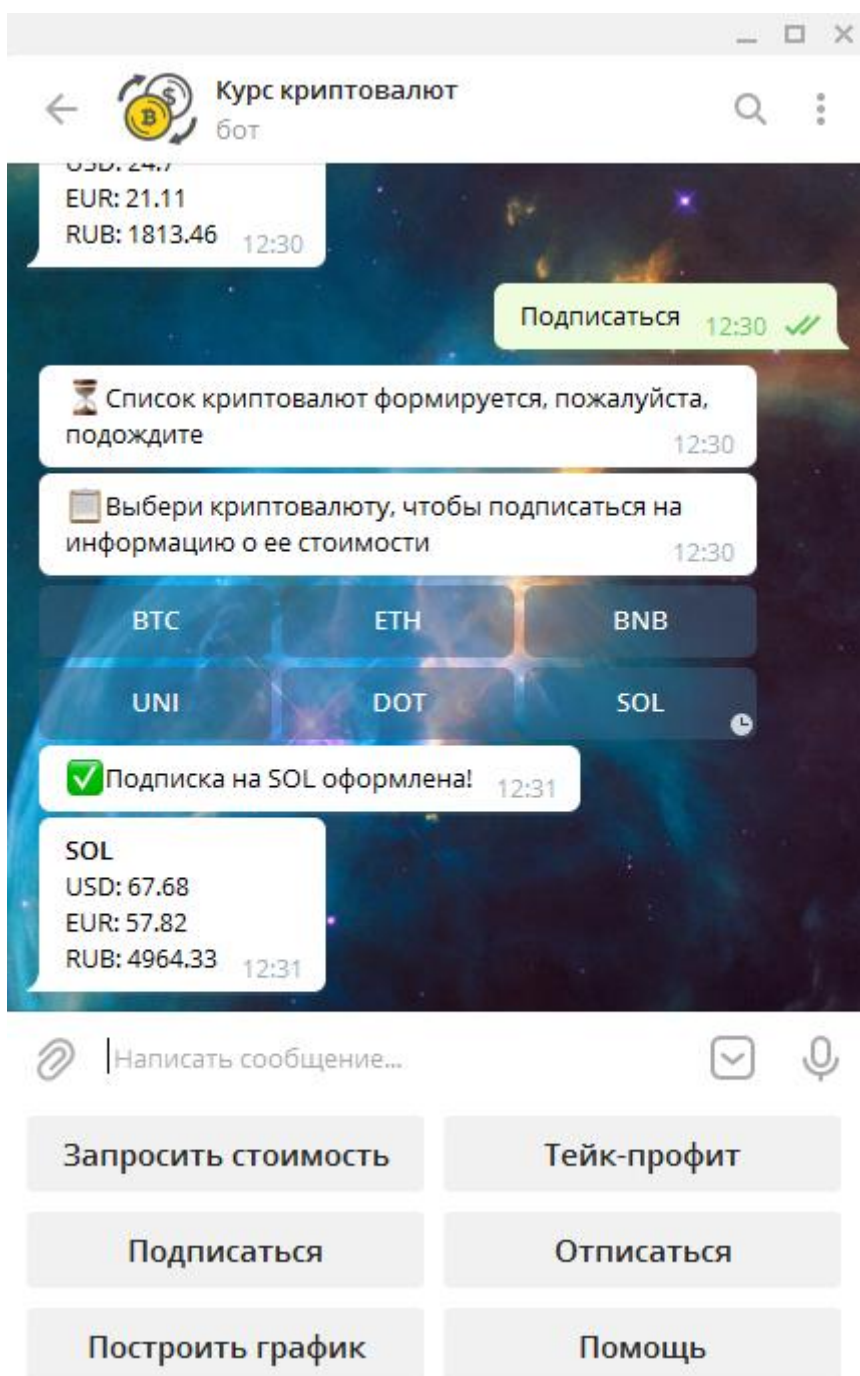 Курс криптовалют
бот
USD: 24.7
EUR: 21.11
RUB: 1813.46 12:30
Подписаться 12:30
Список криптовалют формируется, пожалуйста,
подождите 12:30
Выбери криптовалюту, чтобы подписаться на
информацию о ее стоимости 12:30
BTC ETH BNB
UNI DOT SOL
Подписка на SOL оформлена! 12:31
SOL
USD: 67.68
EUR: 57.82
RUB: 4964.33 12:31
Написать сообщение...
Запросить стоимость Тейк-профит
Подписаться Отписаться
Построить график Помощь